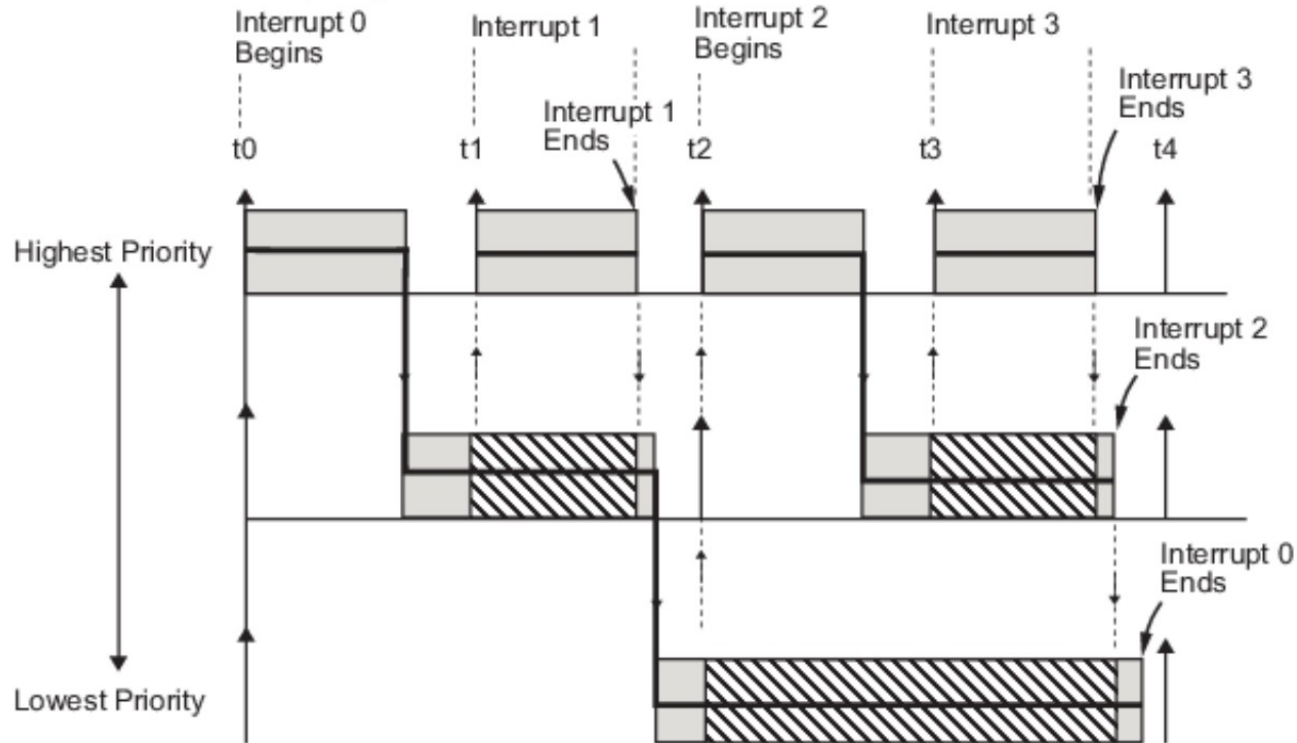 Interrupt 0
Begins
Interrupt 1
Interrupt 2
Begins
Interrupt 3
Interrupt 1
Ends
Interrupt 3
Ends
t0
t1
t2
t3
t4
Highest Priority
Interrupt 2
Ends
Interrupt 0
Ends
Lowest Priority